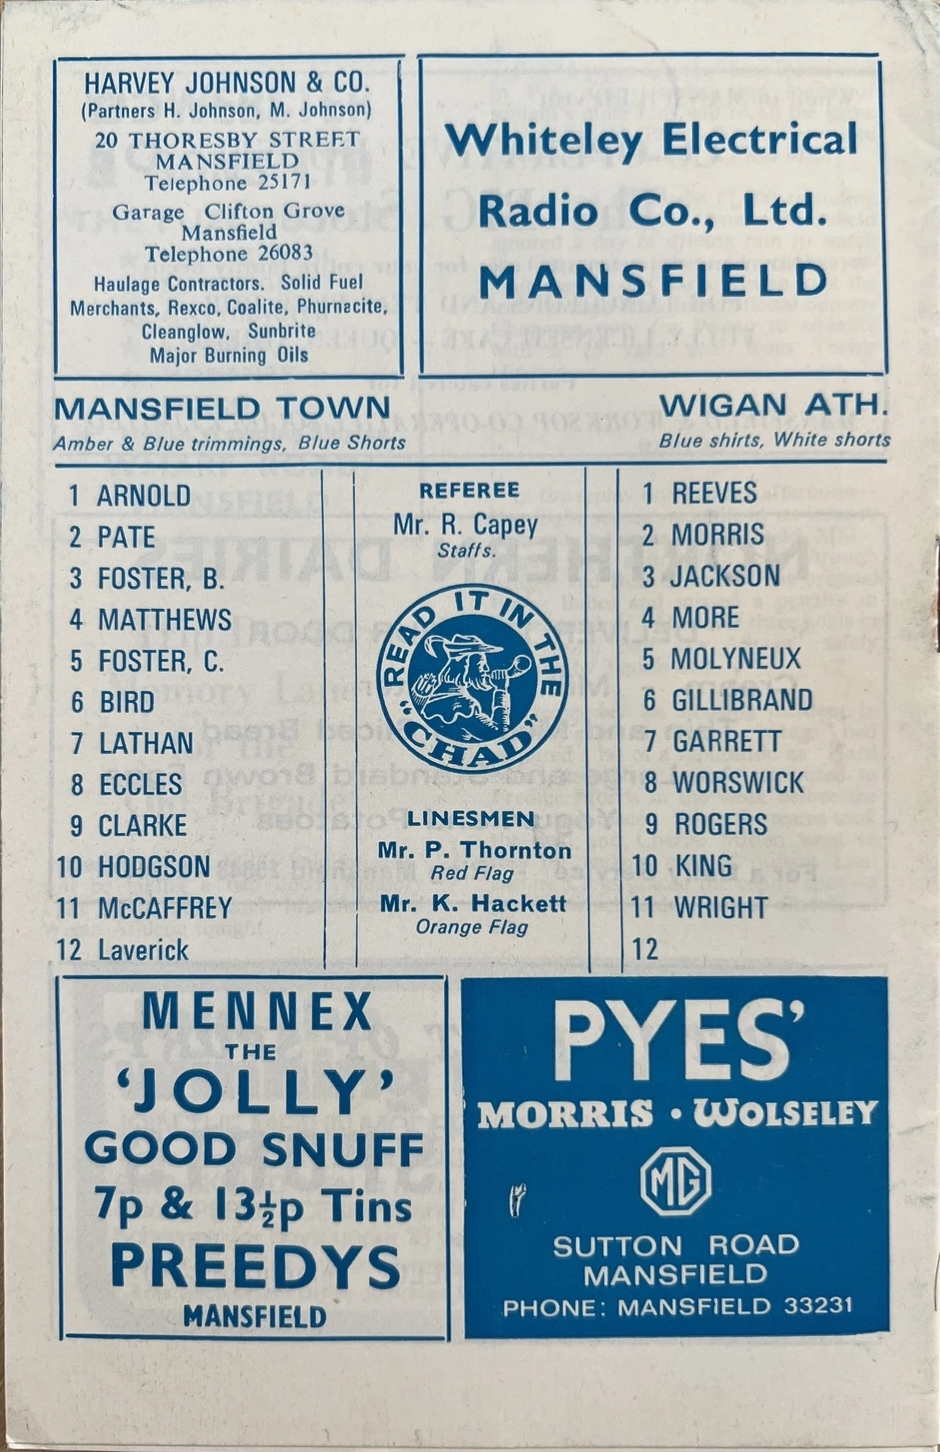 HARVEY JOHNSON & CO.
(Partners H. Johnson, M. Johnson)
20 THORESBY STREET
MANSFIELD
Telephone 25171
Garage Clifton Grove
Mansfield
Telephone 26083
Haulage Contractors. Solid Fuel
Merchants, Rexco, Coalite, Phurnecite,
Cleanglow, Sunbrite
Major Burning Oils
Whiteley Electrical
Radio Co., Ltd.
MANSFIELD
MANSFIELD TOWN
Amber & Blue trimmings, Blue Shorts
WIGAN ATH.
Blue shirts, White shorts
1 ARNOLD
2 PATE
3 FOSTER, B.
4 MATTHEWS
5 FOSTER, C.
6 BIRD
7 LATHAN
8 ECCLES
9 CLARKE
10 HODGSON
11 McCAFFREY
12 Laverick
REFEREE
Mr. R. Capey
Staffs.
READ IT IN THE
"CHAD"
LINESMEN
Mr. P. Thornton
Red Flag
Mr. K. Hackett
Orange Flag
1 REEVES
2 MORRIS
3 JACKSON
4 MORE
5 MOLYNEUX
6 GILLIBRAND
7 GARRETT
8 WORSWICK
9 ROGERS
10 KING
11 WRIGHT
12
MENNEX
THE
'JOLLY'
GOOD SNUFF
7p & 13½p Tins
PREEDYS
MANSFIELD
PYES'
MORRIS · WOLSELEY
MG
SUTTON ROAD
MANSFIELD
PHONE: MANSFIELD 33231